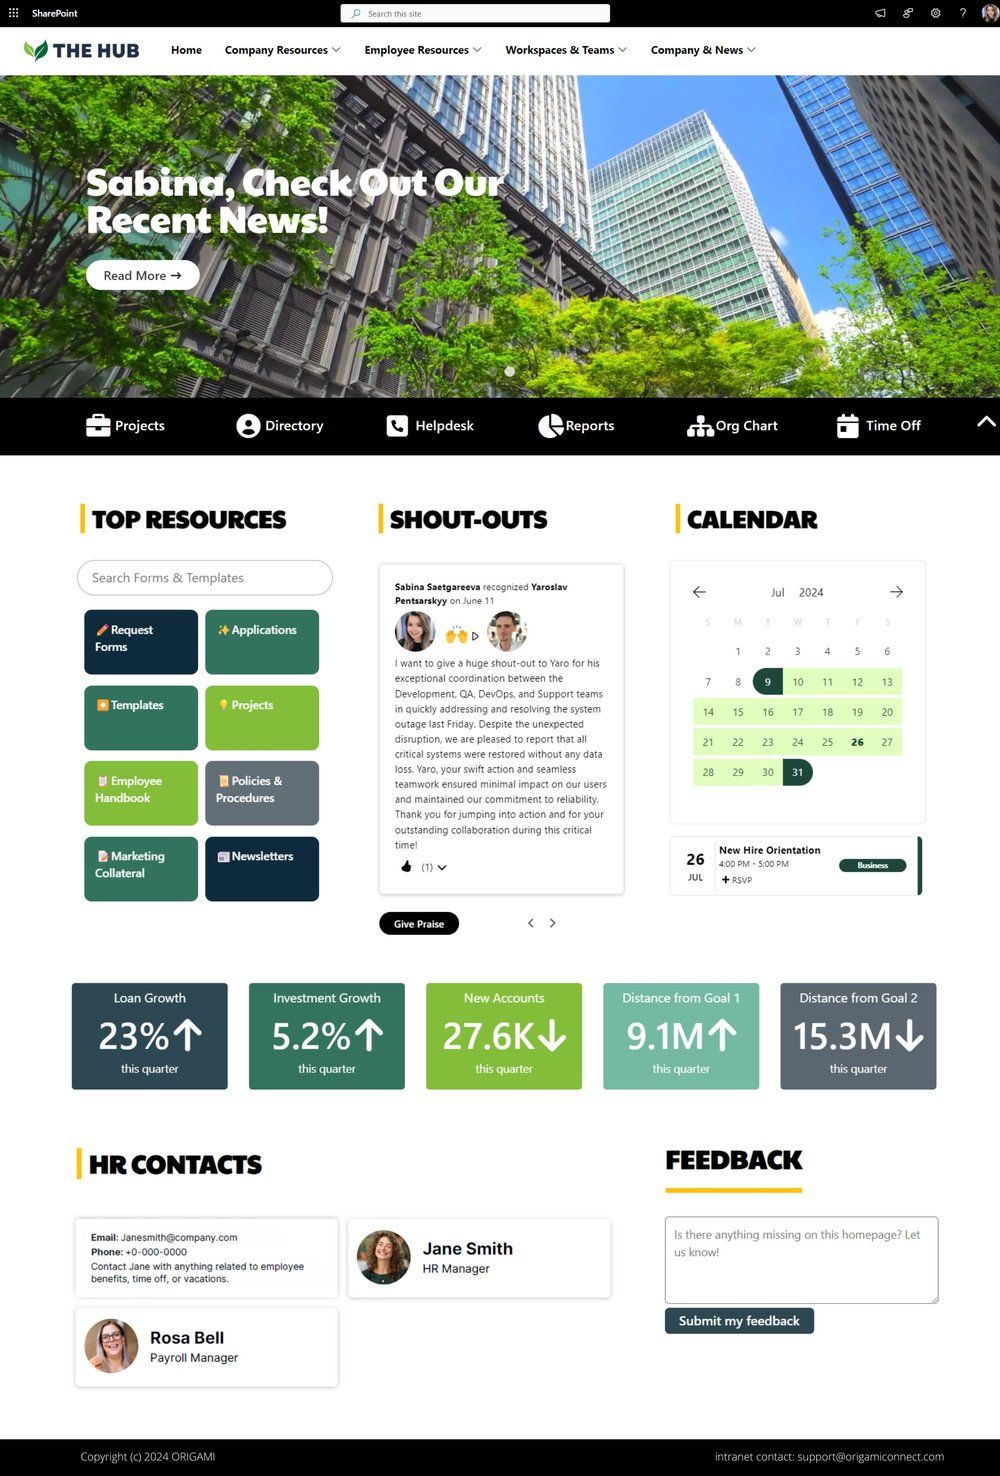 SharePoint
Search this site
THE HUB
Home
Company Resources
Employee Resources
Workspaces & Teams
Company & News
Sabina, Check Out Our
Recent News!
Read More →
Projects
Directory
Helpdesk
Reports
Org Chart
Time Off
TOP RESOURCES
Search Forms & Templates
Request
Forms
Applications
Templates
Projects
Employee
Handbook
Policies &
Procedures
Marketing
Collateral
Newsletters
SHOUT-OUTS
Sabina Saetgareeva recognized Yaroslav
Pentsarskyy on June 11
I want to give a huge shout-out to Yaro for his
exceptional coordination between the
Development, QA, DevOps, and Support teams
in quickly addressing and resolving the system
outage last Friday. Despite the unexpected
disruption, we are pleased to report that all
critical systems were restored without any data
loss. Yaro, your swift action and seamless
teamwork ensured minimal impact on our users
and maintained our commitment to reliability.
Thank you for jumping into action and for your
outstanding collaboration during this critical
time!
(1)
Give Praise
CALENDAR
Jul 2024
S M T W T F S
1 2 3 4 5 6
7 8 9 10 11 12 13
14 15 16 17 18 19 20
21 22 23 24 25 26 27
28 29 30 31
26
JUL
New Hire Orientation
4:00 PM - 5:00 PM
+ RSVP
Business
Loan Growth
23%↑
this quarter
Investment Growth
5.2%↑
this quarter
New Accounts
27.6K↓
this quarter
Distance from Goal 1
9.1M↑
this quarter
Distance from Goal 2
15.3M↓
this quarter
HR CONTACTS
Email: Janesmith@company.com
Phone: +0-000-0000
Contact Jane with anything related to employee
benefits, time off, or vacations.
Jane Smith
HR Manager
Rosa Bell
Payroll Manager
FEEDBACK
Is there anything missing on this homepage? Let
us know!
Submit my feedback
Copyright (c) 2024 ORIGAMI
intranet contact: support@origamiconnect.com